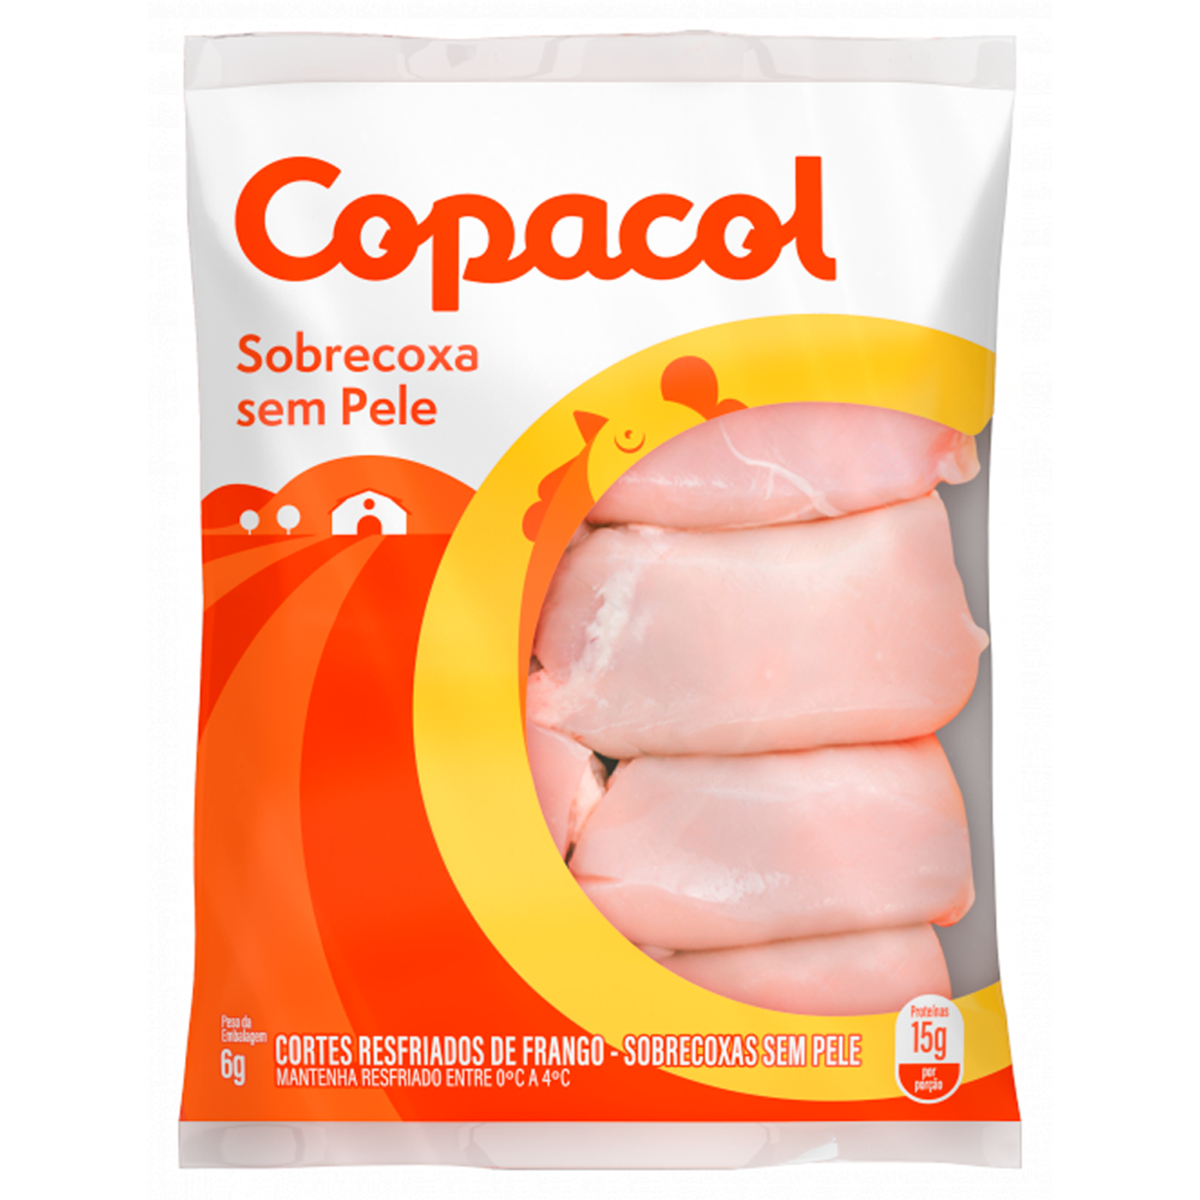 Copacol
Sobrecoxa
sem Pele
Peso da
Embalagem
6g
CORTES RESFRIADOS DE FRANGO - SOBRECOXAS SEM PELE
MANTENHA RESFRIADO ENTRE 0ºC A 4ºC
Proteínas
15g
por
porção